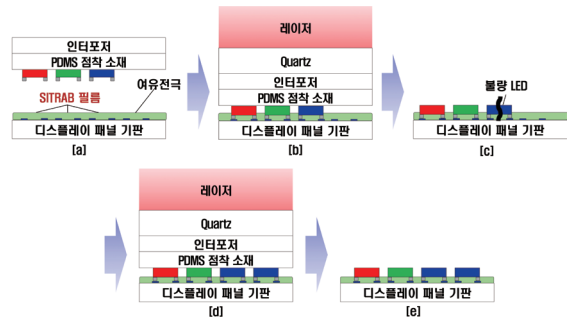 인터포저
PDMS 점착 소재
SITRAB 필름
여유전극
디스플레이 패널 기판
[a]
레이저
Quartz
인터포저
PDMS 점착 소재
디스플레이 패널 기판
[b]
불량 LED
디스플레이 패널 기판
[c]
레이저
Quartz
인터포저
PDMS 점착 소재
디스플레이 패널 기판
[d]
디스플레이 패널 기판
[e]